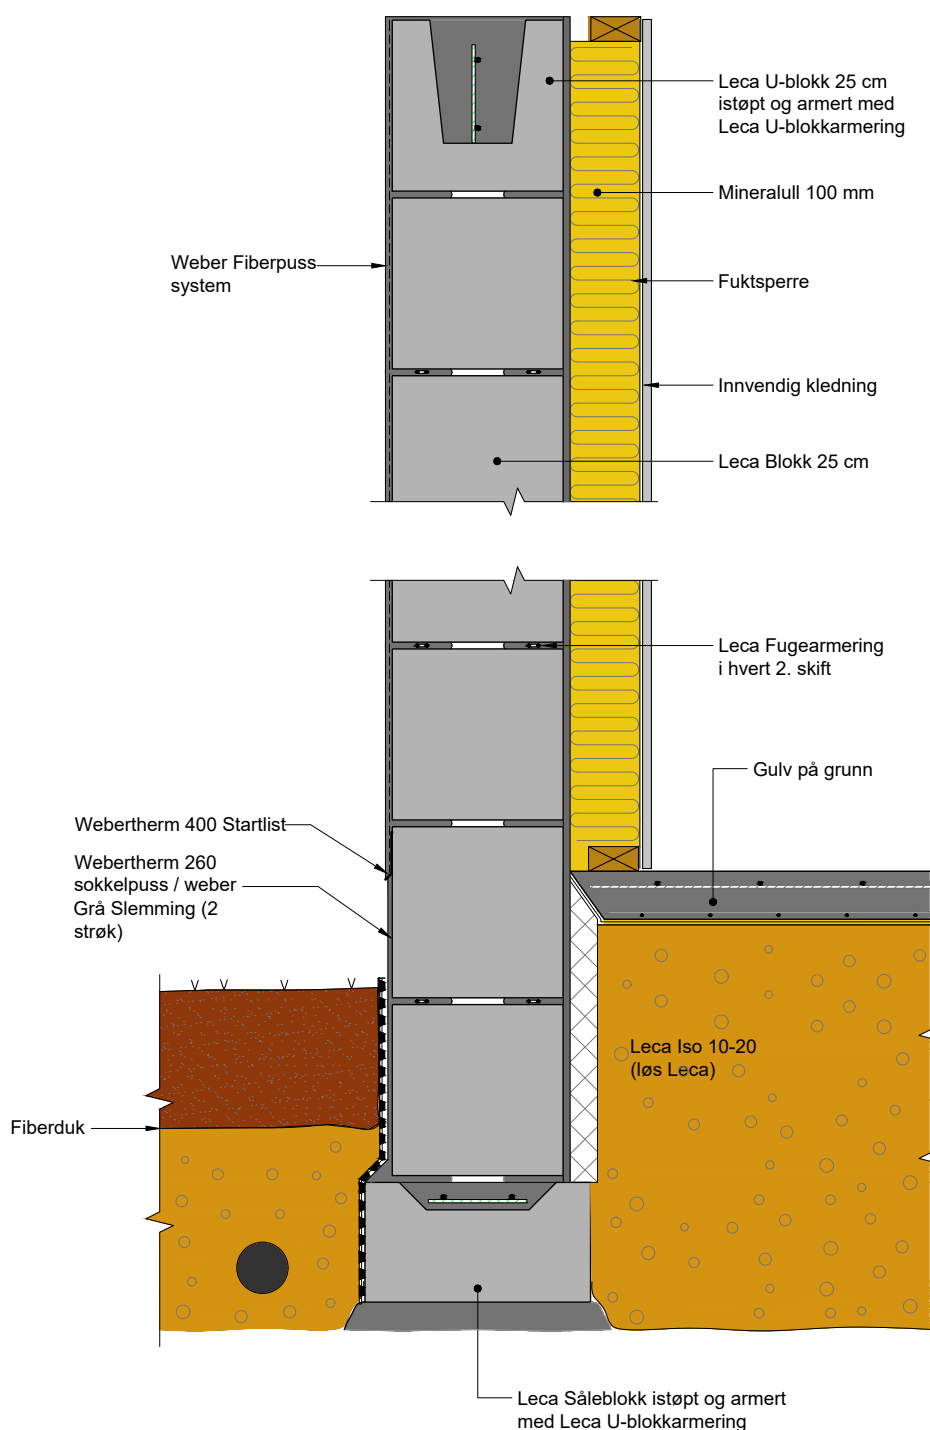 Leca U-blokk 25 cm
istøpt og armert med
Leca U-blokkarmering
Mineralull 100 mm
Weber Fiberpuss
system
Fuktsperre
Innvendig kledning
Leca Blokk 25 cm
Leca Fugearmering
i hvert 2. skift
Gulv på grunn
Webertherm 400 Startlist
Webertherm 260
sokkelpuss / weber
Grå Slemming (2
strøk)
Leca Iso 10-20
(løs Leca)
Fiberduk
Leca Såleblokk istøpt og armert
med Leca U-blokkarmering